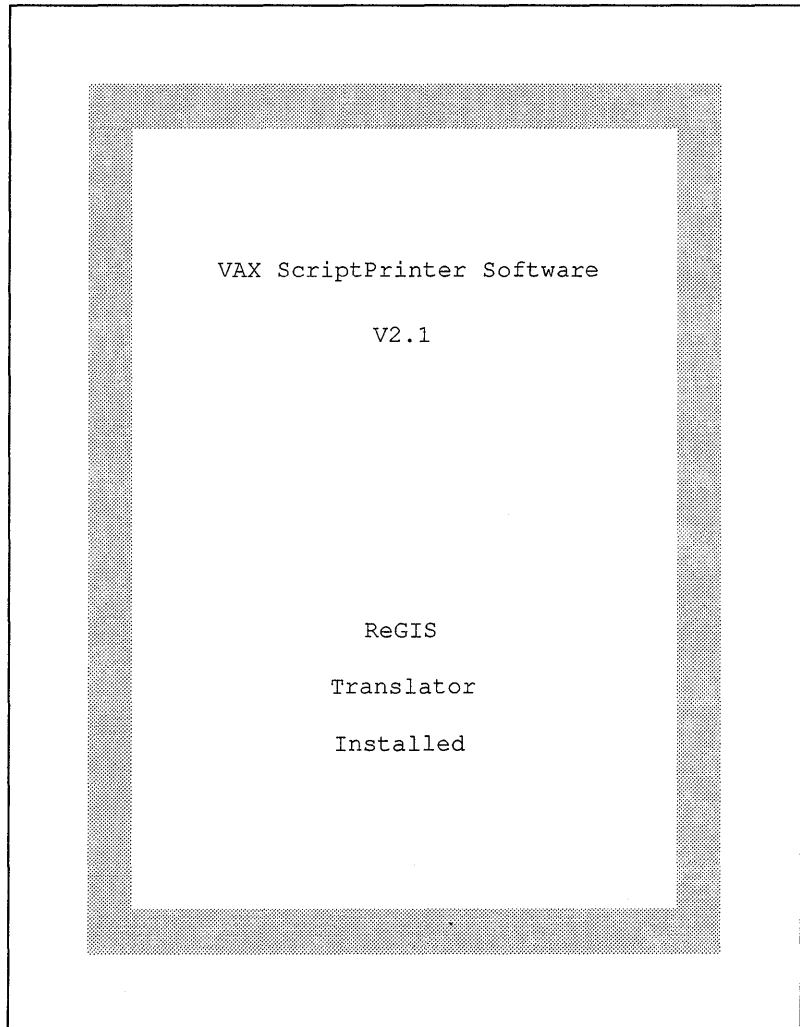 VAX ScriptPrinter Software
V2.1
ReGIS
Translator
Installed